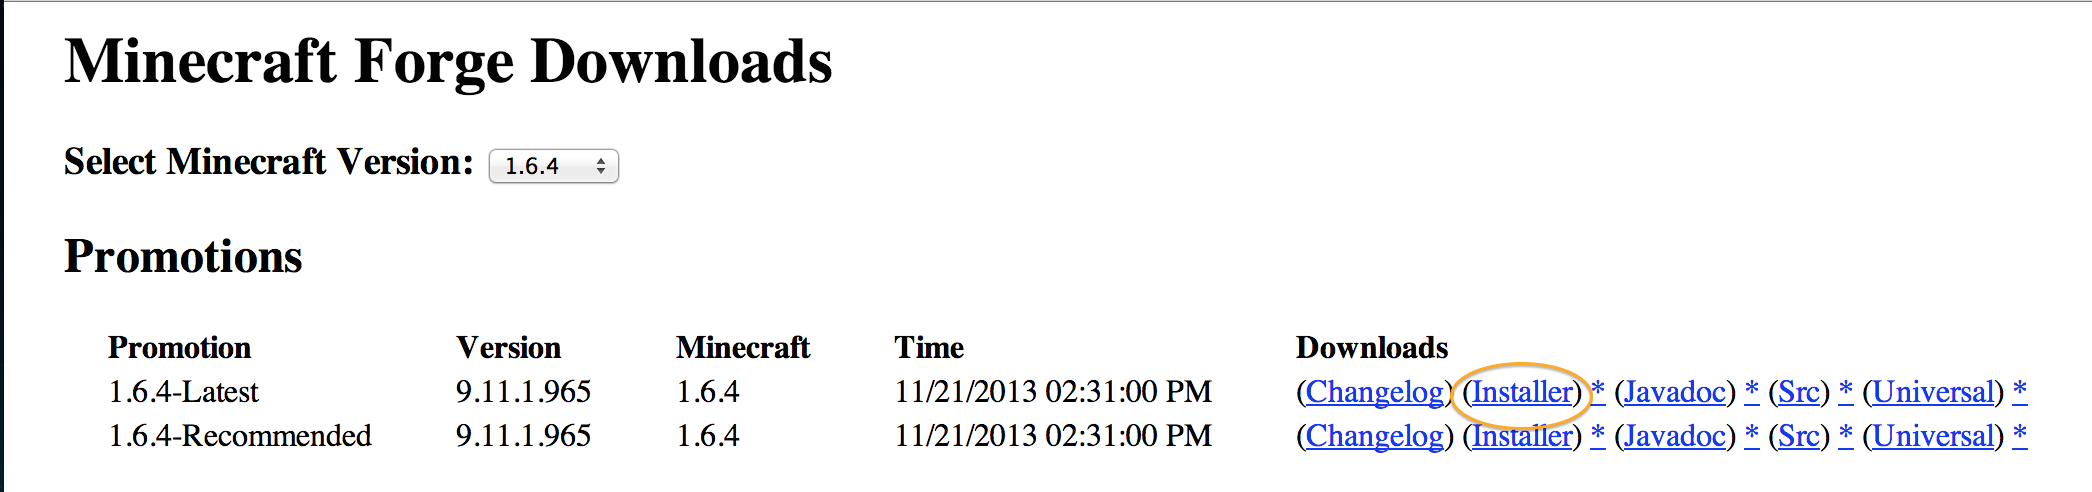 Minecraft Forge Downloads
Select Minecraft Version: 1.6.4
Promotions
Promotion Version Minecraft Time Downloads
1.6.4-Latest 9.11.1.965 1.6.4 11/21/2013 02:31:00 PM (Changelog) (Installer) * (Javadoc) * (Src) * (Universal) *
1.6.4-Recommended 9.11.1.965 1.6.4 11/21/2013 02:31:00 PM (Changelog) (Installer) * (Javadoc) * (Src) * (Universal) *